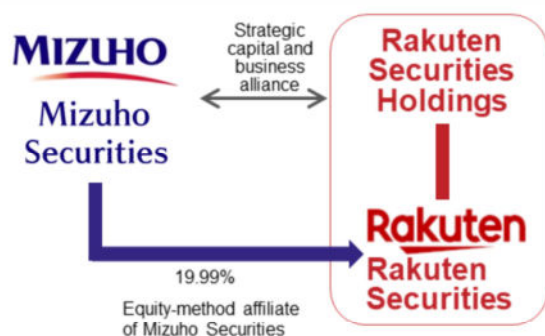 MIZUHO
Mizuho
Securities
Strategic
capital and
business
alliance
Rakuten
Securities
Holdings
Rakuten
Rakuten
Securities
19.99%
Equity-method affiliate
of Mizuho Securities